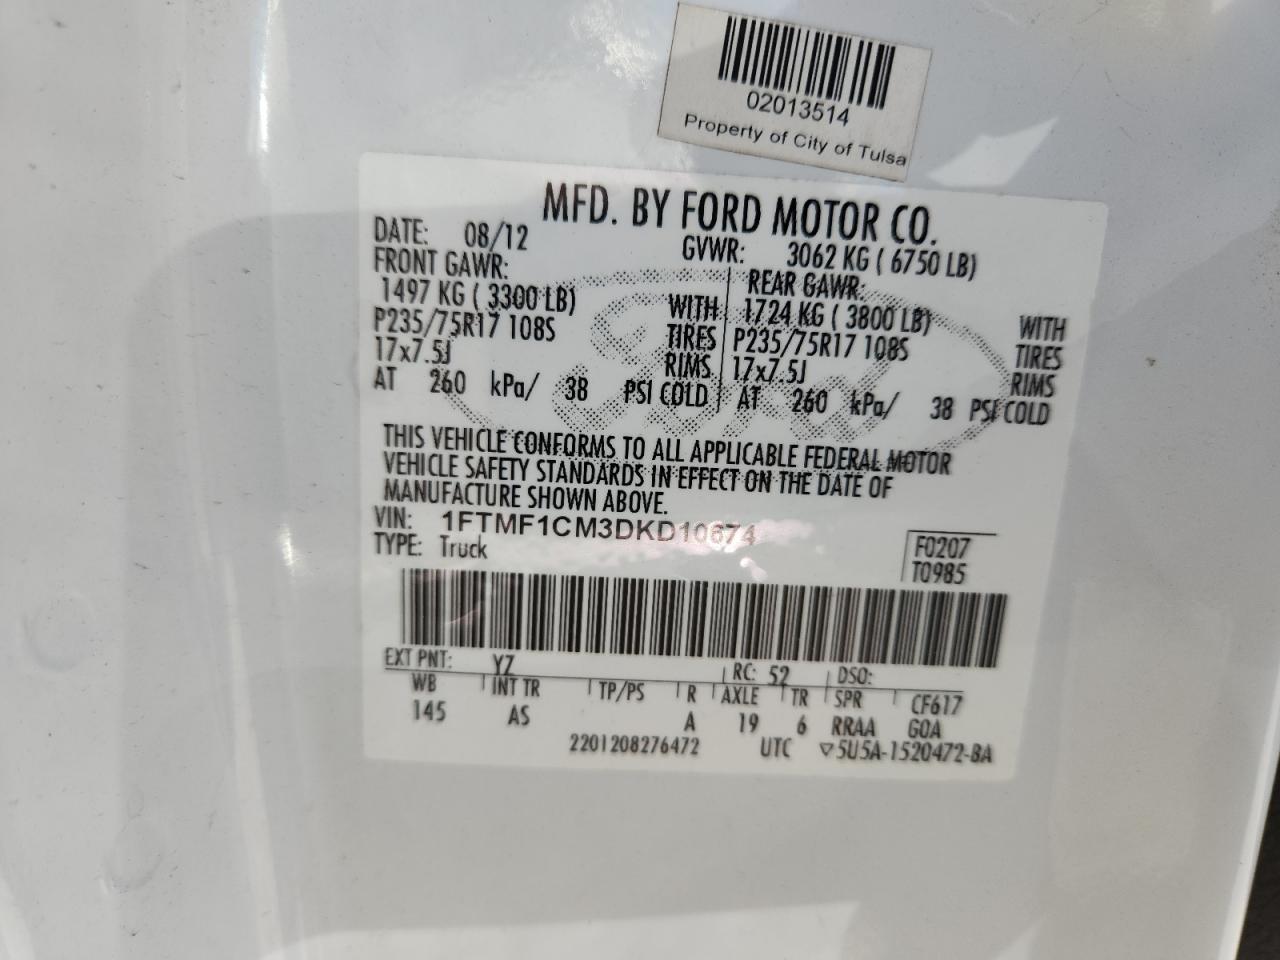 02013514
Property of City of Tulsa
MFD. BY FORD MOTOR CO.
DATE: 08/12 GVWR: 3062 KG ( 6750 LB)
FRONT GAWR: REAR GAWR:
1497 KG ( 3300 LB) WITH 1724 KG ( 3800 LB) WITH
P235/75R17 108S TIRES P235/75R17 108S TIRES
17x7.5J RIMS 17x7.5J RIMS
AT 260 kPa/ 38 PSI COLD AT 260 kPa/ 38 PSI COLD
THIS VEHICLE CONFORMS TO ALL APPLICABLE FEDERAL MOTOR
VEHICLE SAFETY STANDARDS IN EFFECT ON THE DATE OF
MANUFACTURE SHOWN ABOVE.
VIN: 1FTMF1CM3DKD10674
TYPE: Truck
F0207
T0985
EXT PNT: YZ RC: 52 DSO:
WB INT TR TP/PS R AXLE TR SPR CF617
145 AS A 19 6 RRAA GOA
2201208276472 UTC ▽5U5A-1520472-BA